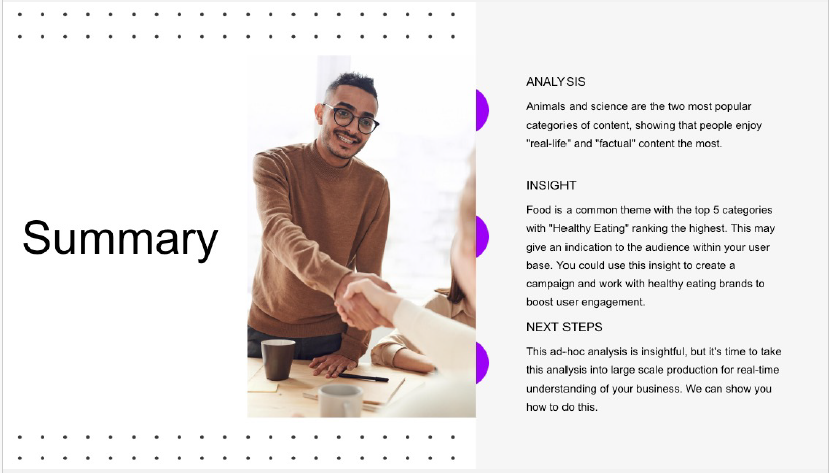 Summary
ANALYSIS
Animals and science are the two most popular
categories of content, showing that people enjoy
"real-life" and "factual" content the most.
INSIGHT
Food is a common theme with the top 5 categories
with "Healthy Eating" ranking the highest. This may
give an indication to the audience within your user
base. You could use this insight to create a
campaign and work with healthy eating brands to
boost user engagement.
NEXT STEPS
This ad-hoc analysis is insightful, but it's time to take
this analysis into large scale production for real-time
understanding of your business. We can show you
how to do this.